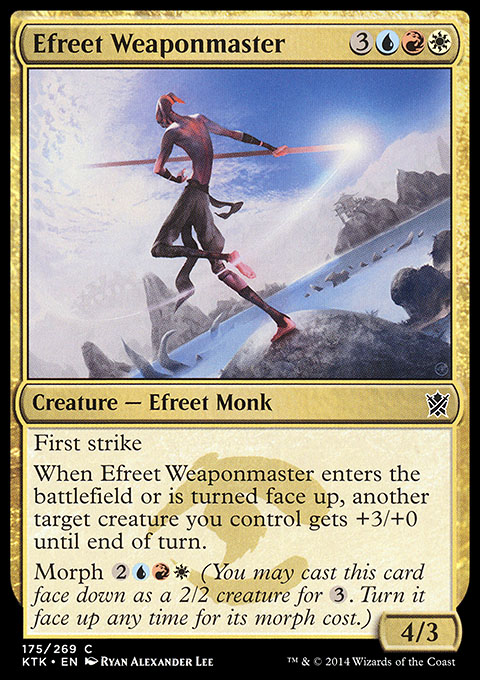 Efreet Weaponmaster 3
Creature — Efreet Monk
First strike
When Efreet Weaponmaster enters the
battlefield or is turned face up, another
target creature you control gets +3/+0
until end of turn.
Morph 2 (You may cast this card
face down as a 2/2 creature for 3. Turn it
face up any time for its morph cost.)
4/3
175/269 C
KTK • EN Ryan Alexander Lee
™ & © 2014 Wizards of the Coast